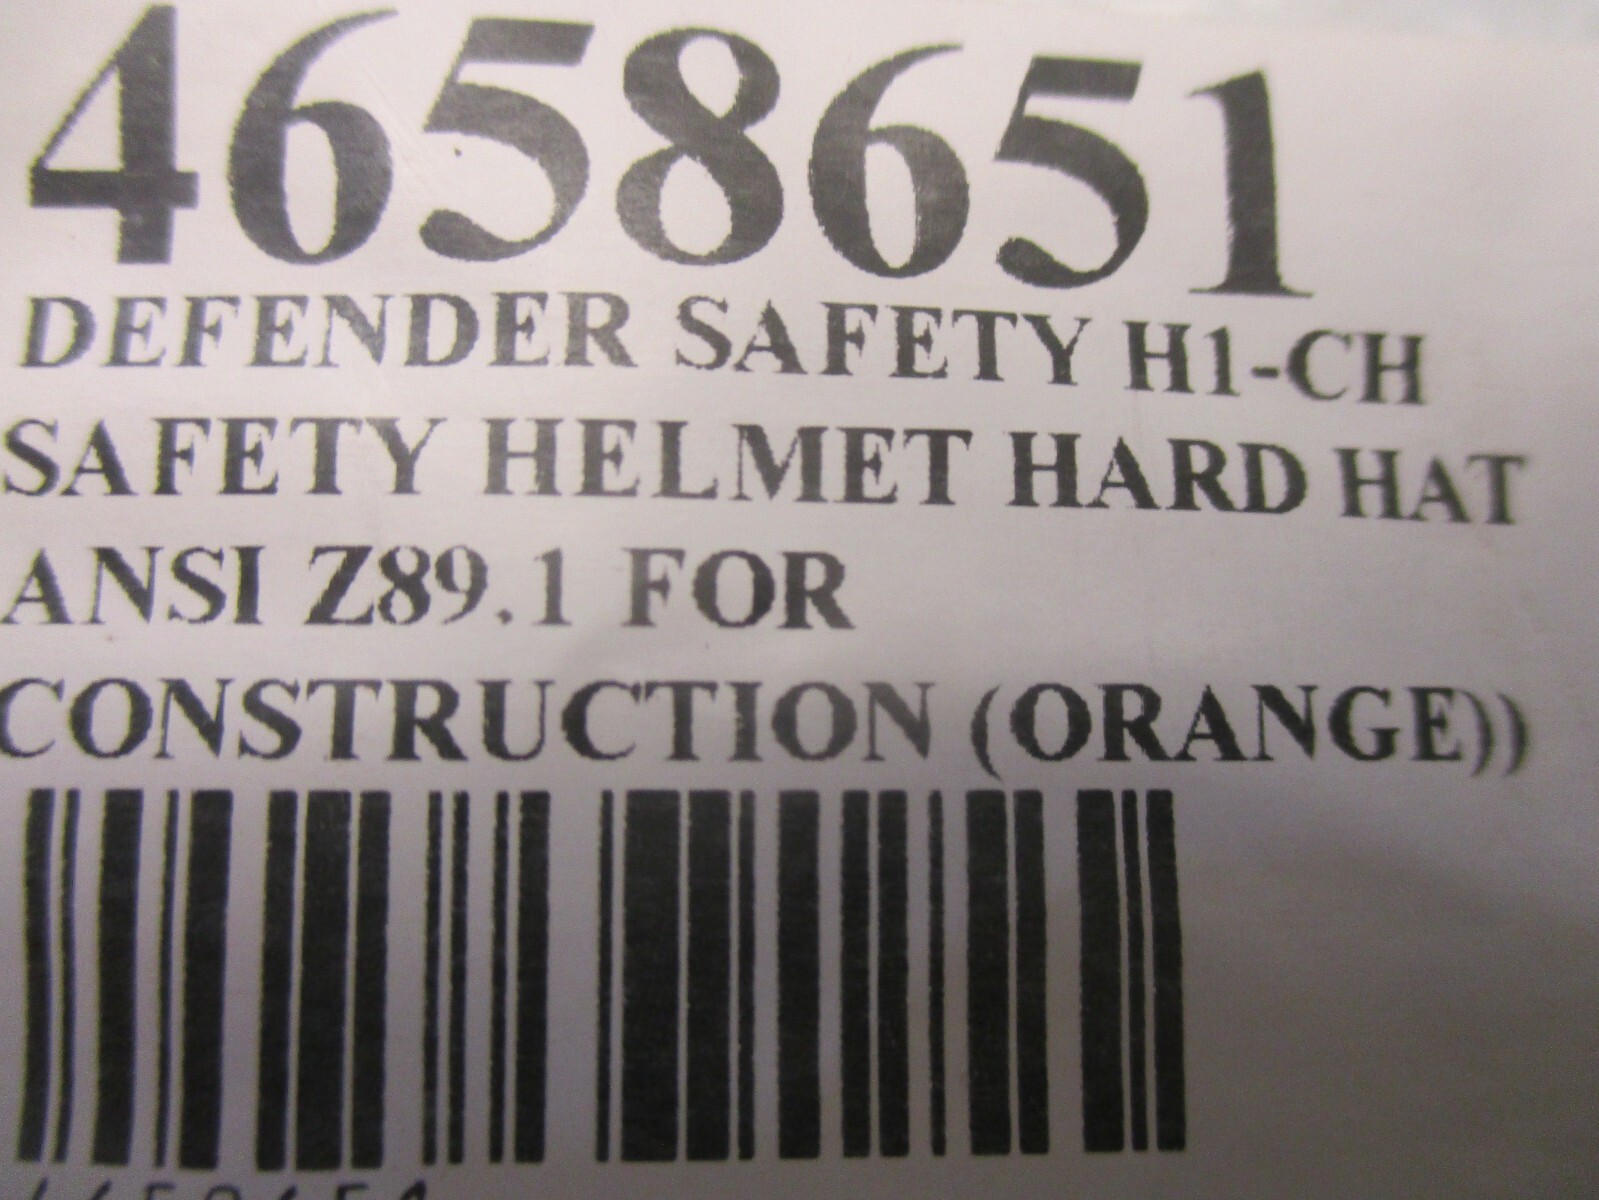 4658651
DEFENDER SAFETY H1-CH
SAFETY HELMET HARD HAT
ANSI Z89.1 FOR
CONSTRUCTION (ORANGE))